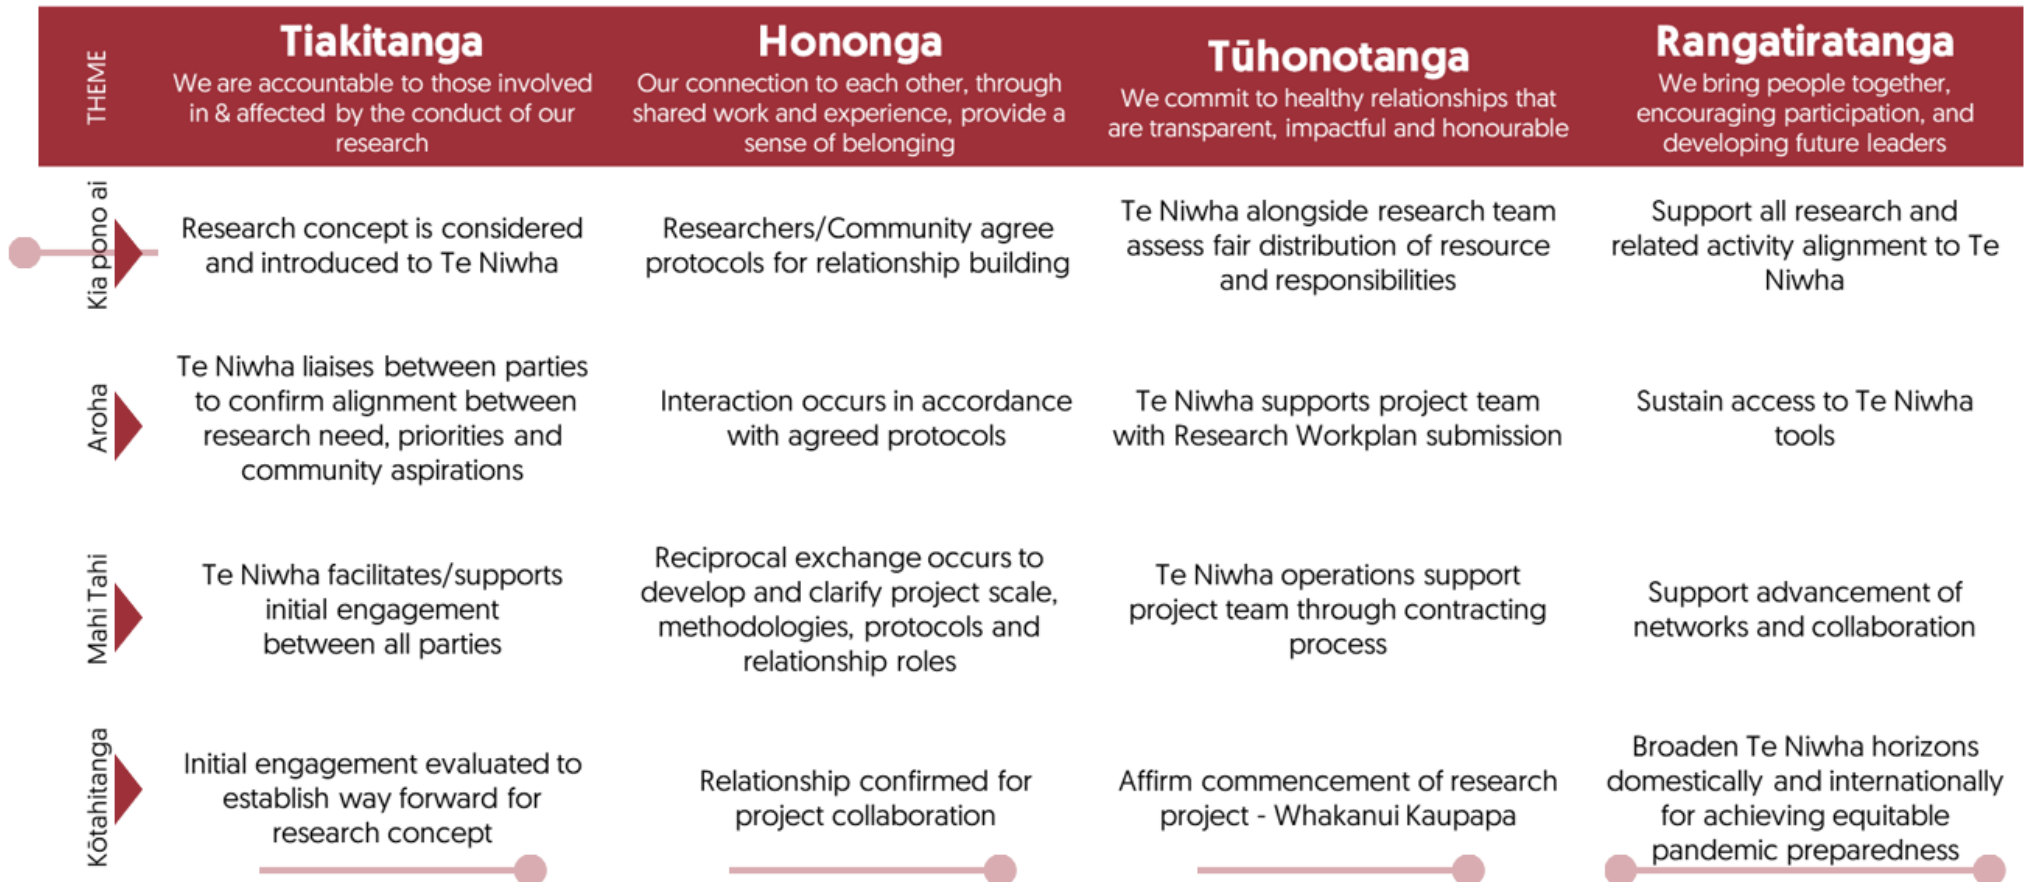 THEME
Tiakitanga
We are accountable to those involved
in & affected by the conduct of our
research
Hononga
Our connection to each other, through
shared work and experience, provide a
sense of belonging
Tūhonotanga
We commit to healthy relationships that
are transparent, impactful and honourable
Rangatiratanga
We bring people together,
encouraging participation, and
developing future leaders
Kia pono ai
Research concept is considered
and introduced to Te Niwha
Researchers/Community agree
protocols for relationship building
Te Niwha alongside research team
assess fair distribution of resource
and responsibilities
Support all research and
related activity alignment to Te
Niwha
Aroha
Te Niwha liaises between parties
to confirm alignment between
research need, priorities and
community aspirations
Interaction occurs in accordance
with agreed protocols
Te Niwha supports project team
with Research Workplan submission
Sustain access to Te Niwha
tools
Mahi Tahi
Te Niwha facilitates/supports
initial engagement
between all parties
Reciprocal exchange occurs to
develop and clarify project scale,
methodologies, protocols and
relationship roles
Te Niwha operations support
project team through contracting
process
Support advancement of
networks and collaboration
Kōtahitanga
Initial engagement evaluated to
establish way forward for
research concept
Relationship confirmed for
project collaboration
Affirm commencement of research
project - Whakanui Kaupapa
Broaden Te Niwha horizons
domestically and internationally
for achieving equitable
pandemic preparedness